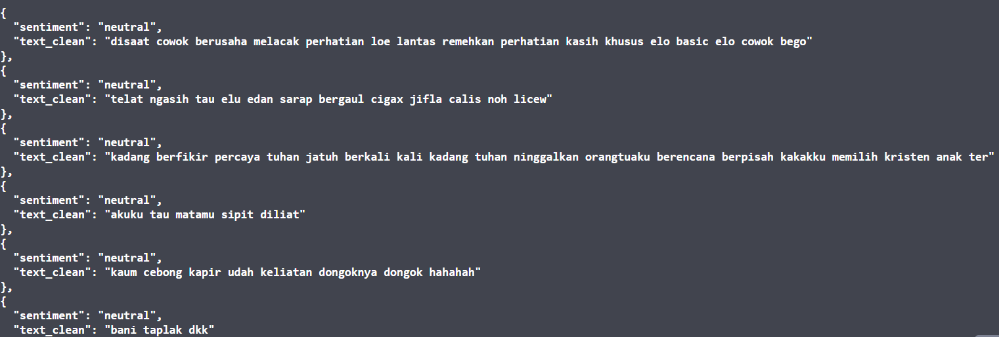 {
"sentiment": "neutral",
"text_clean": "disaat cowok berusaha melacak perhatian loe lantas remehkan perhatian kasih khusus elo basic elo cowok bego"
},
{
"sentiment": "neutral",
"text_clean": "telat ngasih tau elu edan sarap bergaul cigax jifla calis noh licew"
},
{
"sentiment": "neutral",
"text_clean": "kadang berfikir percaya tuhan jatuh berkali kali kadang tuhan ninggalkan orangtuaku berencana berpisah kakakku memilih kristen anak ter"
},
{
"sentiment": "neutral",
"text_clean": "akuku tau matamu sipit diliat"
},
{
"sentiment": "neutral",
"text_clean": "kaum cebong kapir udah keliatan dongoknya dongok hahahah"
},
{
"sentiment": "neutral",
"text_clean": "bani taplak dkk"